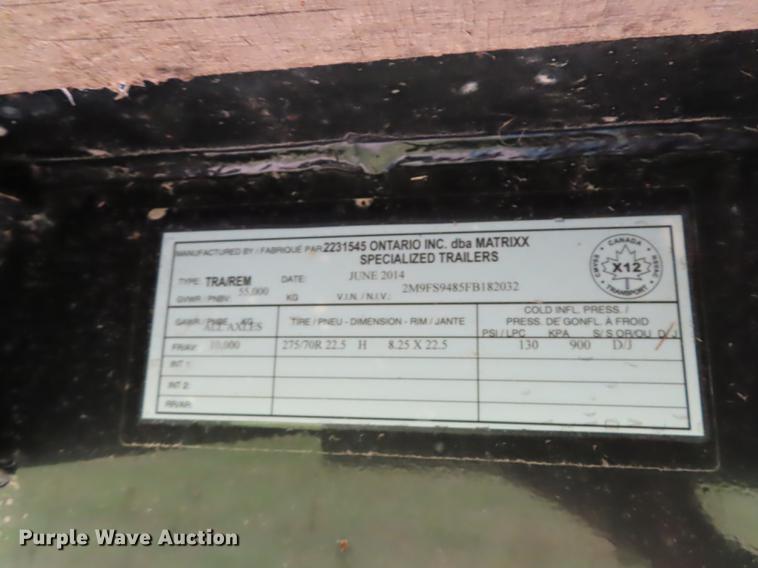 MANUFACTURED BY / FABRIQUÉ PAR 2231545 ONTARIO INC. dba MATRIXX
SPECIALIZED TRAILERS
TYPE: TRA/REM DATE: JUNE 2014
GVWR / PNBV: 55,000 KG V.I.N. / N.I.V.: 2M9FS9485FB182032
CANADA
CMVSS X12 NSVAC
TRANSPORT
GAWR / PNBE KG TIRE / PNEU - DIMENSION - RIM / JANTE COLD INFL. PRESS. /
PRESS. DE GONFL. À FROID
ALL AXLES PSI / LPC KPA S/ S OR/OU D/J
FR/AV: 10,000 275/70R 22.5 H 8.25 X 22.5 130 900 D/J
INT 1:
INT 2:
RR/AR:
Purple Wave Auction